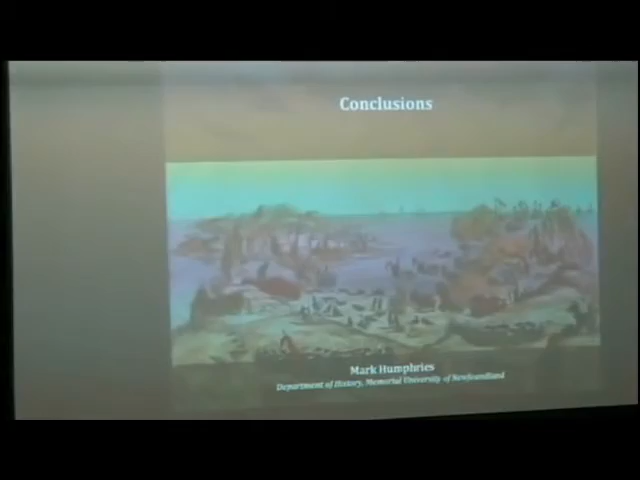 Conclusions
Mark Humphries
Department of History, Memorial University of Newfoundland